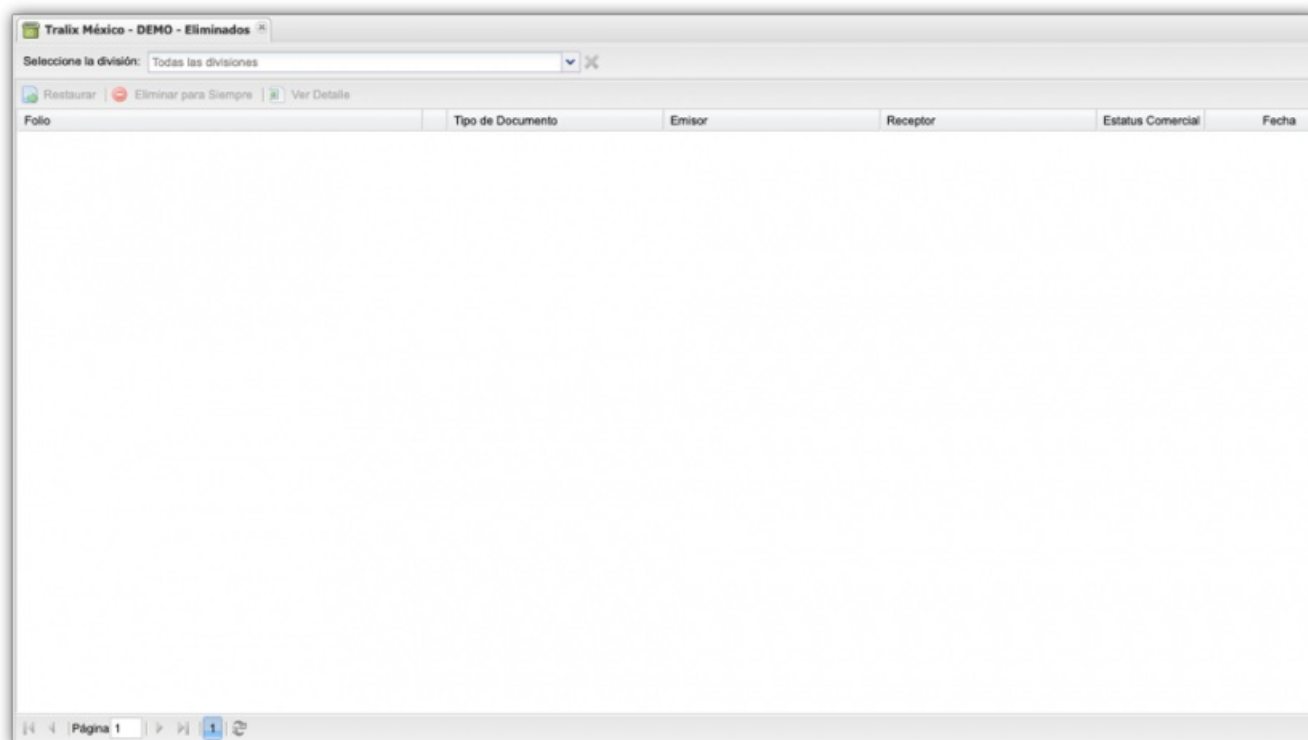 Tralix México - DEMO - Eliminados
Seleccione la división: Todas las divisiones
Restaurar | Eliminar para Siempre | Ver Detalle
Folio Tipo de Documento Emisor Receptor Estatus Comercial Fecha
Página 1 1